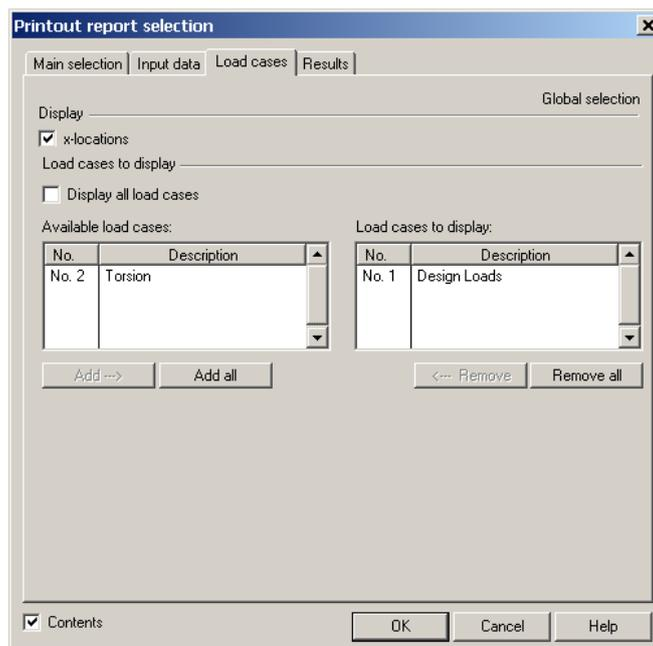 Printout report selection
Main selection Input data Load cases Results
Global selection
Display
x-locations
Load cases to display
Display all load cases
Available load cases: Load cases to display:
No. Description No. Description
No. 2 Torsion No. 1 Design Loads
Add ---> Add all <--- Remove Remove all
Contents OK Cancel Help